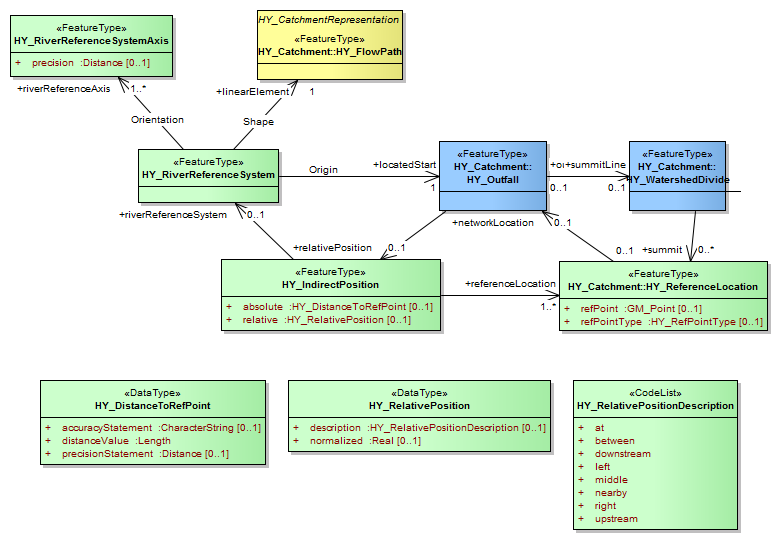 «FeatureType»
HY_RiverReferenceSystemAxis
+ precision :Distance [0..1]
HY_CatchmentRepresentation
«FeatureType»
HY_Catchment::HY_FlowPath
+riverReferenceAxis
1..*
+linearElement
1
Orientation
Shape
«FeatureType»
HY_RiverReferenceSystem
Origin
+locatedStart
1
«FeatureType»
HY_Catchment::
HY_Outfall
+summitLine
0..1
0..1
«FeatureType»
HY_Catchment::
HY_WatershedDivide
+riverReferenceSystem
0..1
+relativePosition
0..1
+networkLocation
0..1
0..1
+summit
0..*
«FeatureType»
HY_IndirectPosition
+ absolute :HY_DistanceToRefPoint [0..1]
+ relative :HY_RelativePosition [0..1]
+referenceLocation
1..*
«FeatureType»
HY_Catchment::HY_ReferenceLocation
+ refPoint :GM_Point [0..1]
+ refPointType :HY_RefPointType [0..1]
«DataType»
HY_DistanceToRefPoint
+ accuracyStatement :CharacterString [0..1]
+ distanceValue :Length
+ precisionStatement :Distance [0..1]
«DataType»
HY_RelativePosition
+ description :HY_RelativePositionDescription [0..1]
+ normalized :Real [0..1]
«CodeList»
HY_RelativePositionDescription
+ at
+ between
+ downstream
+ left
+ middle
+ nearby
+ right
+ upstream